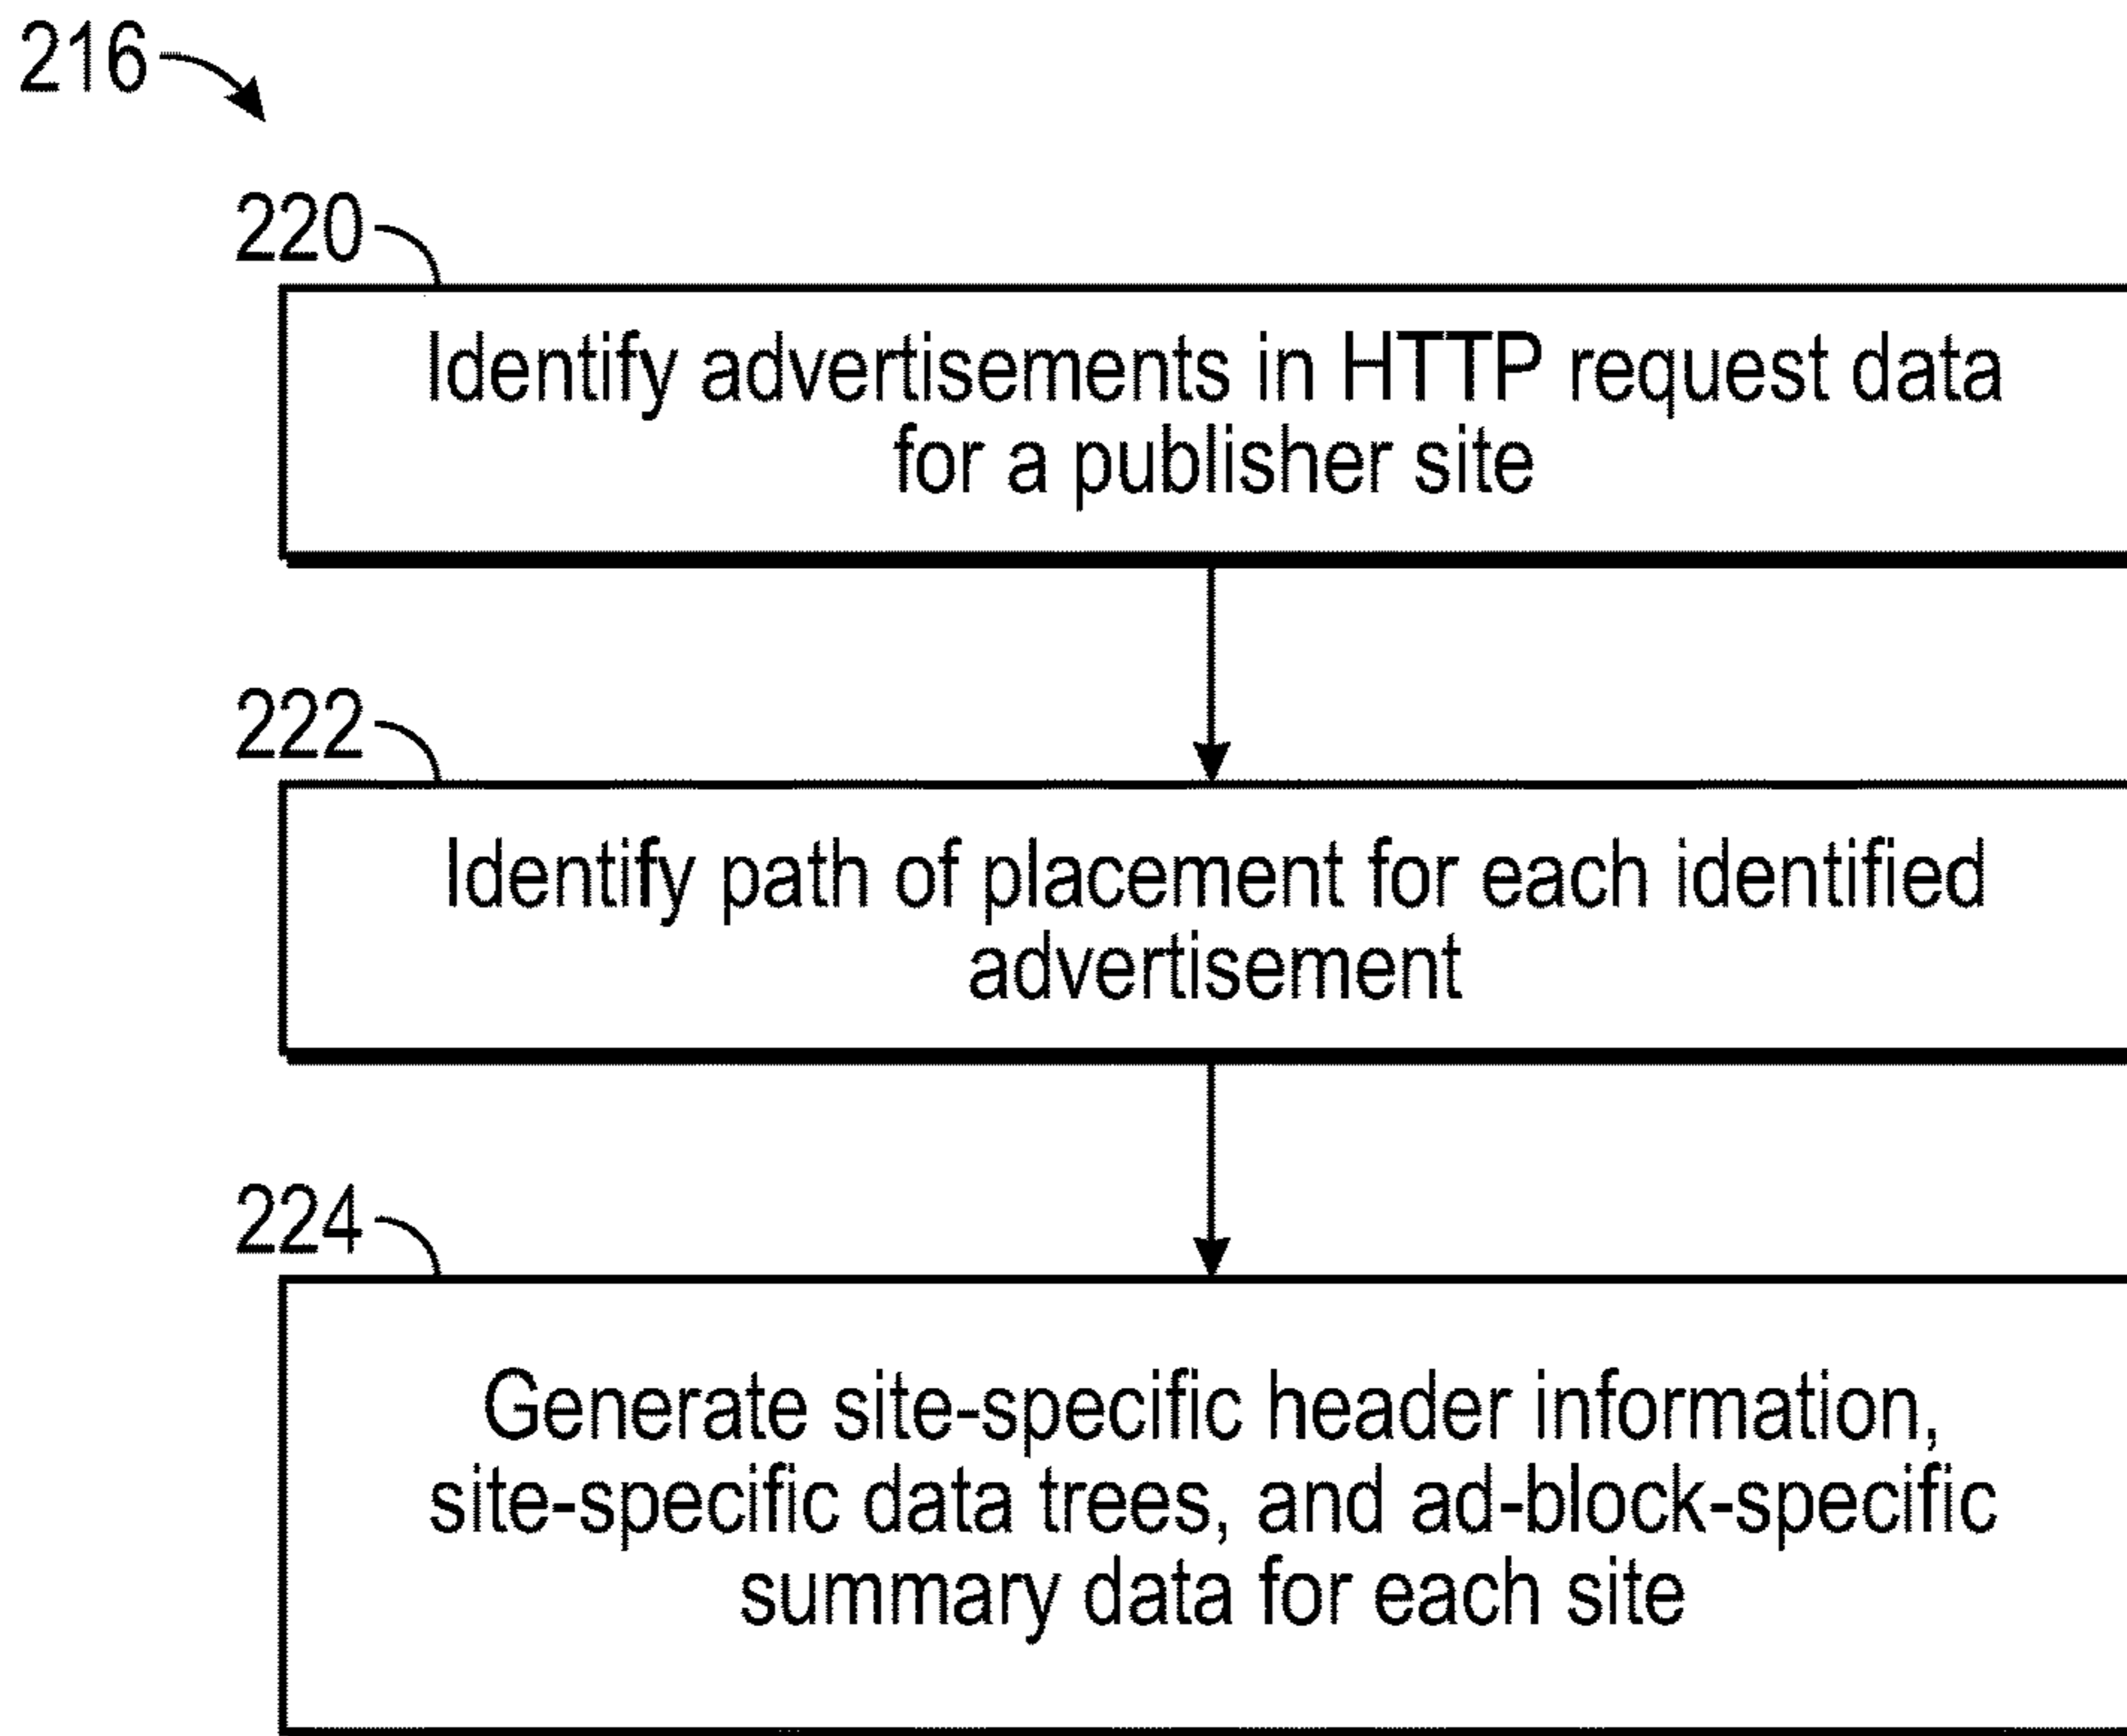 216
220
Identify advertisements in HTTP request data
for a publisher site
222
Identify path of placement for each identified
advertisement
224
Generate site-specific header information,
site-specific data trees, and ad-block-specific
summary data for each site